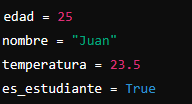 edad = 25
nombre = "Juan"
temperatura = 23.5
es_estudiante = True